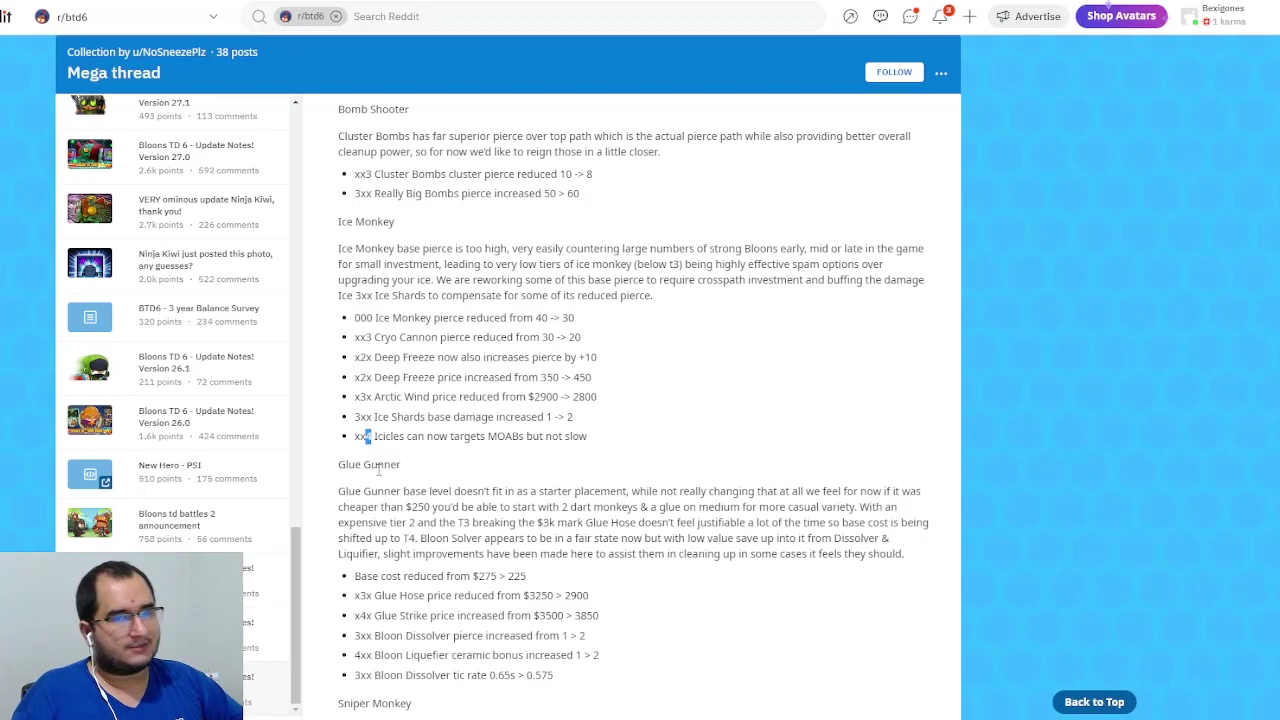 it
r/btd6
r/btd6
Search Reddit
3
Advertise
Shop Avatars
Bexigones
1 karma
Collection by u/NoSneezePlz · 38 posts
Mega thread
FOLLOW
Version 27.1
493 points · 113 comments
Bloons TD 6 - Update Notes!
Version 27.0
2.6k points · 592 comments
VERY ominous update Ninja Kiwi,
thank you!
2.7k points · 226 comments
Ninja Kiwi just posted this photo,
any guesses?
2.0k points · 522 comments
BTD6 - 3 year Balance Survey
320 points · 234 comments
Bloons TD 6 - Update Notes!
Version 26.1
211 points · 72 comments
Bloons TD 6 - Update Notes!
Version 26.0
1.6k points · 424 comments
New Hero - PSI
510 points · 175 comments
Bloons td battles 2
announcement
758 points · 56 comments
es!
nts
es!
nts
es!
ts
Bomb Shooter
Cluster Bombs has far superior pierce over top path which is the actual pierce path while also providing better overall
cleanup power, so for now we'd like to reign those in a little closer.
• xx3 Cluster Bombs cluster pierce reduced 10 -> 8
• 3xx Really Big Bombs pierce increased 50 > 60
Ice Monkey
Ice Monkey base pierce is too high, very easily countering large numbers of strong Bloons early, mid or late in the game
for small investment, leading to very low tiers of ice monkey (below t3) being highly effective spam options over
upgrading your ice. We are reworking some of this base pierce to require crosspath investment and buffing the damage
Ice 3xx Ice Shards to compensate for some of its reduced pierce.
• 000 Ice Monkey pierce reduced from 40 -> 30
• xx3 Cryo Cannon pierce reduced from 30 -> 20
• x2x Deep Freeze now also increases pierce by +10
• x2x Deep Freeze price increased from 350 -> 450
• x3x Arctic Wind price reduced from $2900 -> 2800
• 3xx Ice Shards base damage increased 1 -> 2
• xx4 Icicles can now targets MOABs but not slow
Glue Gunner
Glue Gunner base level doesn't fit in as a starter placement, while not really changing that at all we feel for now if it was
cheaper than $250 you'd be able to start with 2 dart monkeys & a glue on medium for more casual variety. With an
expensive tier 2 and the T3 breaking the $3k mark Glue Hose doesn't feel justifiable a lot of the time so base cost is being
shifted up to T4. Bloon Solver appears to be in a fair state now but with low value save up into it from Dissolver &
Liquifier, slight improvements have been made here to assist them in cleaning up in some cases it feels they should.
• Base cost reduced from $275 > 225
• x3x Glue Hose price reduced from $3250 > 2900
• x4x Glue Strike price increased from $3500 > 3850
• 3xx Bloon Dissolver pierce increased from 1 > 2
• 4xx Bloon Liquefier ceramic bonus increased 1 > 2
• 3xx Bloon Dissolver tic rate 0.65s > 0.575
Sniper Monkey
Back to Top